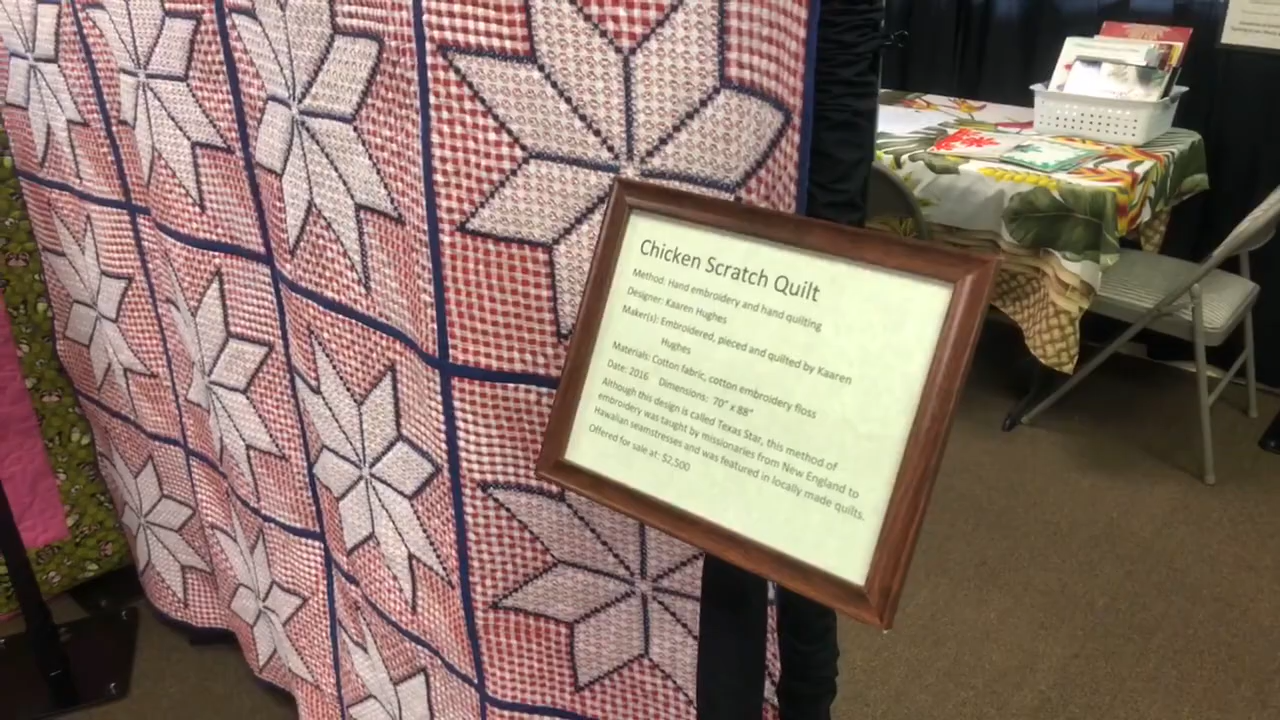 Chicken Scratch Quilt
Method: Hand embroidery and hand quilting
Designer: Kaaren Hughes
Maker(s): Embroidered, pieced and quilted by Kaaren
Hughes
Materials: Cotton fabric, cotton embroidery floss
Date: 2016 Dimensions: 70" x 88"
Although this design is called Texas Star, this method of
embroidery was taught by missionaries from New England to
Hawaiian seamstresses and was featured in locally made quilts.
Offered for sale at: $2,500